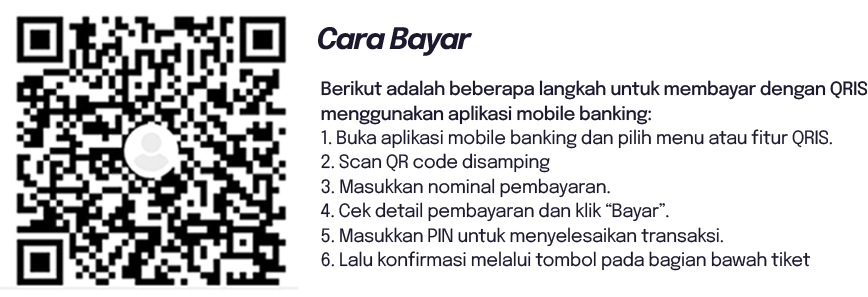 Cara Bayar
Berikut adalah beberapa langkah untuk membayar dengan QRIS
menggunakan aplikasi mobile banking:
1. Buka aplikasi mobile banking dan pilih menu atau fitur QRIS.
2. Scan QR code disamping
3. Masukkan nominal pembayaran.
4. Cek detail pembayaran dan klik “Bayar”.
5. Masukkan PIN untuk menyelesaikan transaksi.
6. Lalu konfirmasi melalui tombol pada bagian bawah tiket